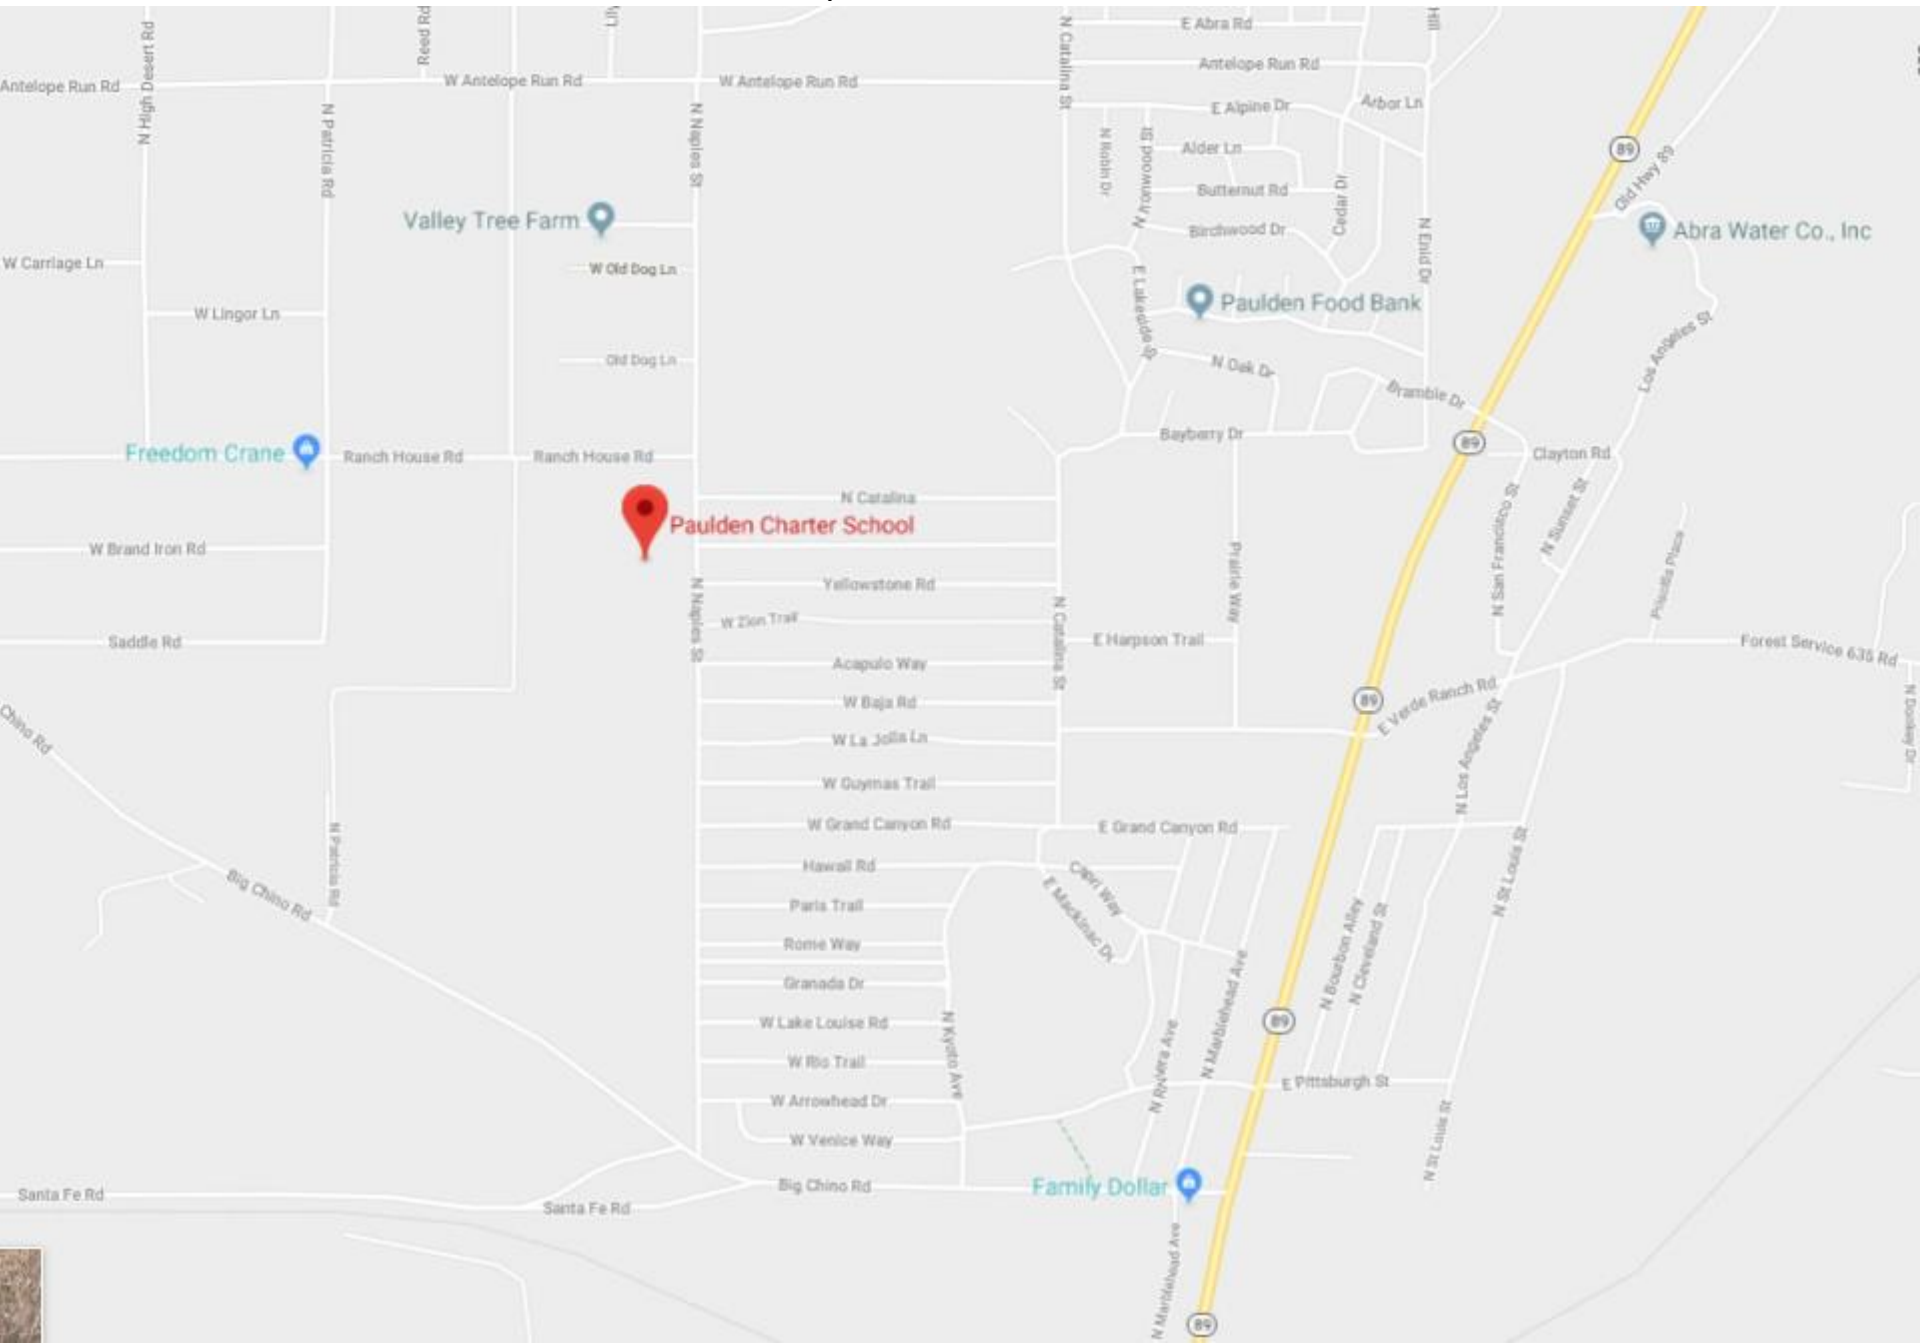 E Abra Rd
N High Desert Rd
Reed Rd
N Catalina St
Hill
Antelope Run Rd
W Antelope Run Rd
W Antelope Run Rd
Antelope Run Rd
N Patricia Rd
N Naples St
E Alpine Dr
Arbor Ln
N Robin Dr
N Wood St
Alder Ln
Butternut Rd
Cedar Dr
Birchwood Dr
N Enid Dr
89
Old Hwy 89
Abra Water Co., Inc
Valley Tree Farm
W Carriage Ln
W Old Dog Ln
E Lakeside St
Paulden Food Bank
W Lingor Ln
Los Angeles St
Old Dog Ln
N Oak Dr
Bramble Dr
Bayberry Dr
89
Clayton Rd
Freedom Crane
Ranch House Rd
Ranch House Rd
N Catalina
Paulden Charter School
N San Francisco St
N Sunset St
Priscilla Place
W Brand Iron Rd
Prairie Way
Yellowstone Rd
N Naples St
W Zion Trail
N Catalina St
E Harpson Trail
Saddle Rd
Acapulo Way
Forest Service 635 Rd
W Baja Rd
89
E Verde Ranch Rd
N Donkey Dr
Chino Rd
W La Jolla Ln
N Los Angeles St
W Guymas Trail
W Grand Canyon Rd
E Grand Canyon Rd
N Patricia Rd
Hawaii Rd
Capri Way
E Mackinac Dr
N St Louis St
Big Chino Rd
Paris Trail
Rome Way
N Bourbon Alley
N Cleveland St
Granada Dr
N Marblehead Ave
W Lake Louise Rd
N Kyoto Ave
89
W Rio Trail
N Riviera Ave
E Pittsburgh St
W Arrowhead Dr
W Venice Way
N St Louis St
Santa Fe Rd
Big Chino Rd
Family Dollar
Santa Fe Rd
N Marblehead Ave
89